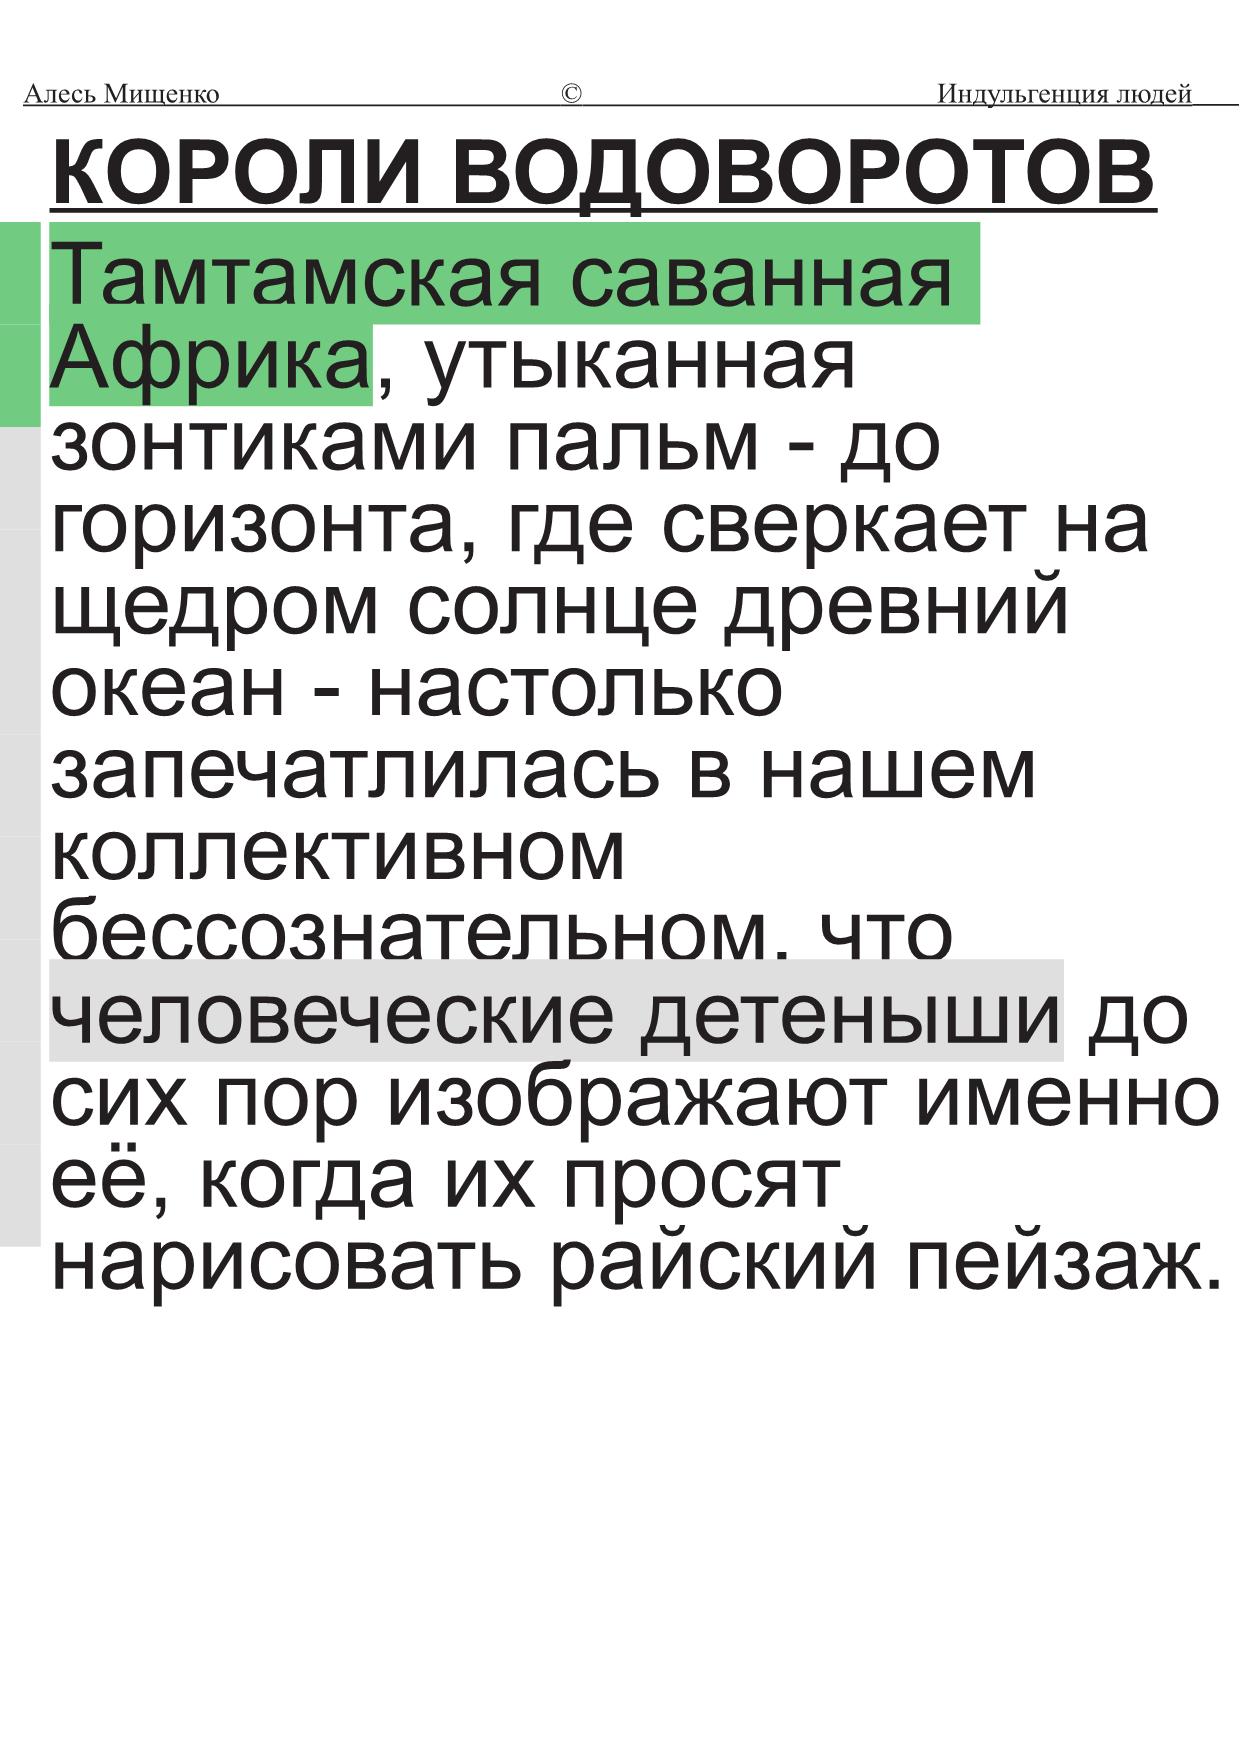 Алесь Мищенко © Индульгенция людей
КОРОЛИ ВОДОВОРОТОВ
Тамтамская саванная
Африка, утыканная
зонтиками пальм - до
горизонта, где сверкает на
щедром солнце древний
океан - настолько
запечатлилась в нашем
коллективном
бессознательном, что
человеческие детеныши до
сих пор изображают именно
её, когда их просят
нарисовать райский пейзаж.